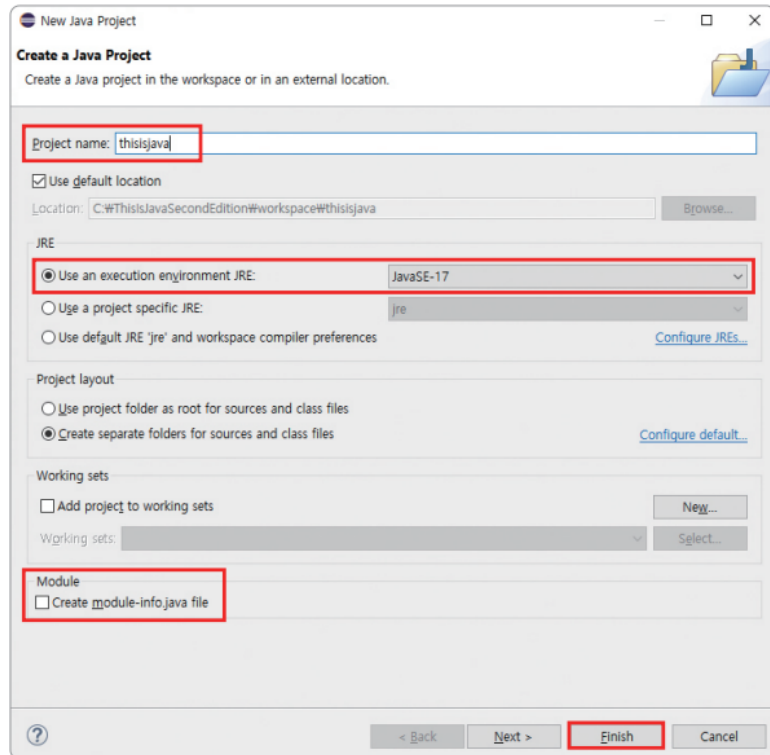 New Java Project
Create a Java Project
Create a Java project in the workspace or in an external location.
Project name: thisisjava
Use default location
Location: C:₩ThisIsJavaSecondEdition₩workspace₩thisisjava Browse...
JRE
Use an execution environment JRE: JavaSE-17
Use a project specific JRE: jre
Use default JRE 'jre' and workspace compiler preferences Configure JREs...
Project layout
Use project folder as root for sources and class files
Create separate folders for sources and class files Configure default...
Working sets
Add project to working sets New...
Working sets: Select...
Module
Create module-info.java file
? < Back Next > Finish Cancel